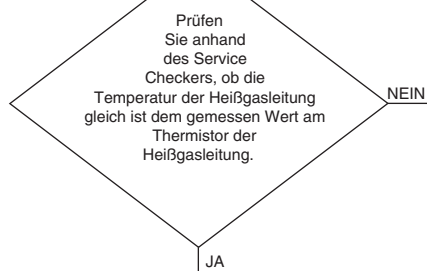 Prüfen
Sie anhand
des Service
Checkers, ob die
Temperatur der Heißgasleitung
gleich ist dem gemessen Wert am
Thermistor der
Heißgasleitung.
NEIN
JA